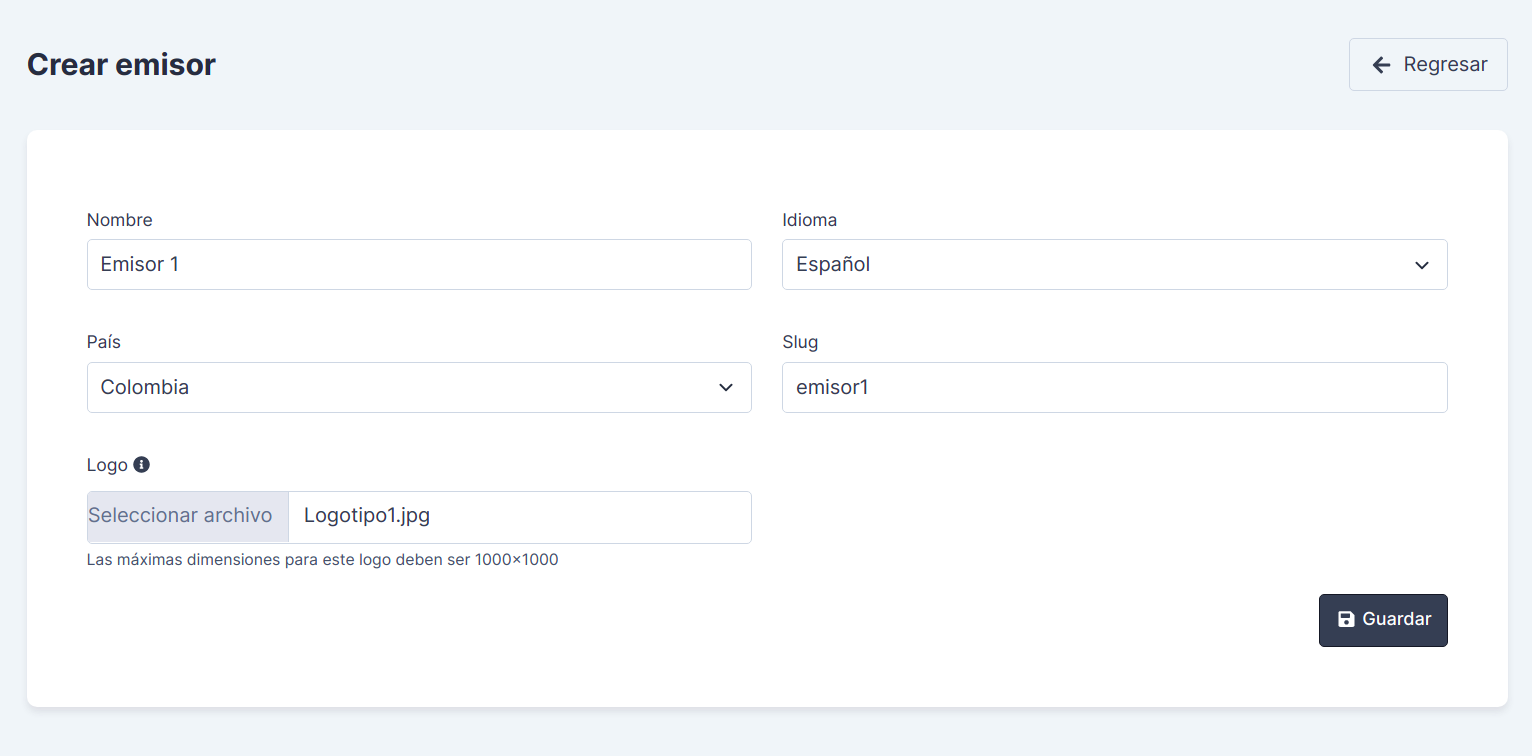 Crear emisor
Regresar
Nombre
Idioma
Emisor 1
Español
País
Slug
Colombia
emisor1
Logo
Seleccionar archivo
Logotipo1.jpg
Las máximas dimensiones para este logo deben ser 1000×1000
Guardar